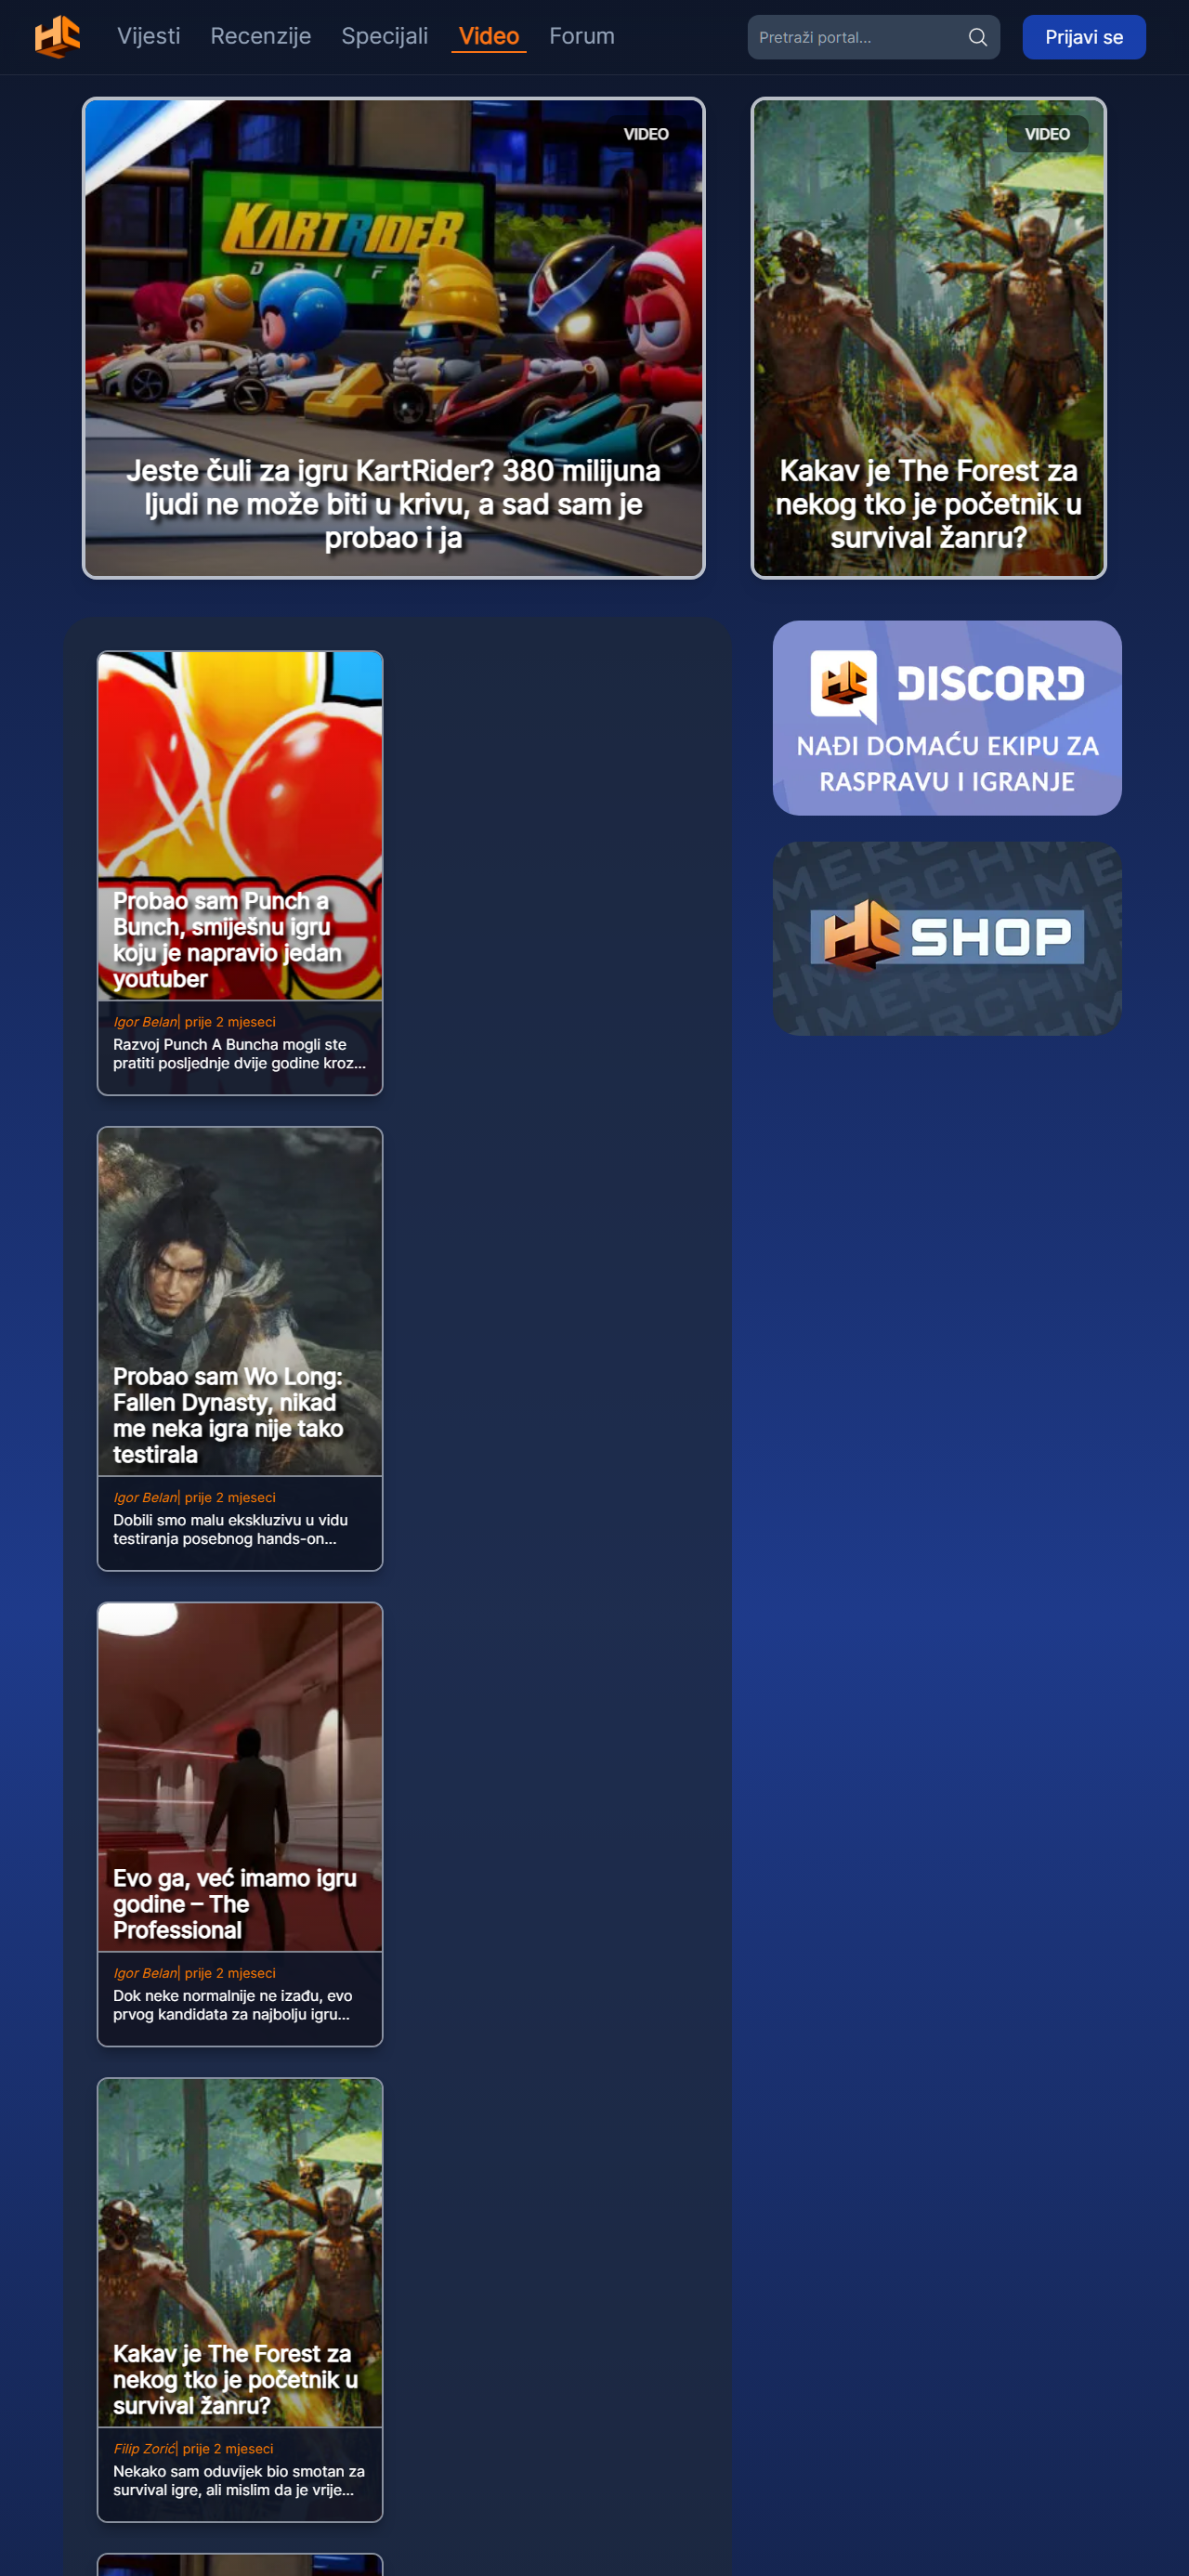 HC
Vijesti
Recenzije
Specijali
Video
Forum
Pretraži portal...
Prijavi se
VIDEO
KARTRIDER
DRIFT
Jeste čuli za igru KartRider? 380 milijuna
ljudi ne može biti u krivu, a sad sam je
probao i ja
VIDEO
Kakav je The Forest za
nekog tko je početnik u
survival žanru?
Probao sam Punch a
Bunch, smiješnu igru
koju je napravio jedan
youtuber
Igor Belan| prije 2 mjeseci
Razvoj Punch A Buncha mogli ste
pratiti posljednje dvije godine kroz...
HC DISCORD
NAĐI DOMAĆU EKIPU ZA
RASPRAVU I IGRANJE
MERCHMERCHMERCH
HC SHOP
Probao sam Wo Long:
Fallen Dynasty, nikad
me neka igra nije tako
testirala
Igor Belan| prije 2 mjeseci
Dobili smo malu ekskluzivu u vidu
testiranja posebnog hands-on...
Evo ga, već imamo igru
godine – The
Professional
Igor Belan| prije 2 mjeseci
Dok neke normalnije ne izađu, evo
prvog kandidata za najbolju igru...
Kakav je The Forest za
nekog tko je početnik u
survival žanru?
Filip Zorić| prije 2 mjeseci
Nekako sam oduvijek bio smotan za
survival igre, ali mislim da je vrije...